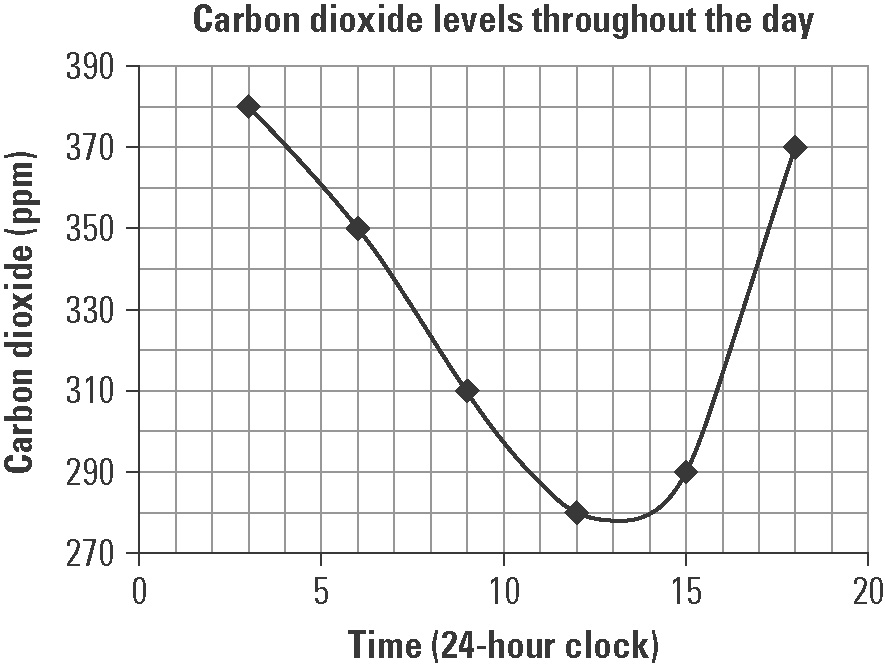 Carbon dioxide levels throughout the day
Carbon dioxide (ppm)
390
370
350
330
310
290
270
0 5 10 15 20
Time (24-hour clock)